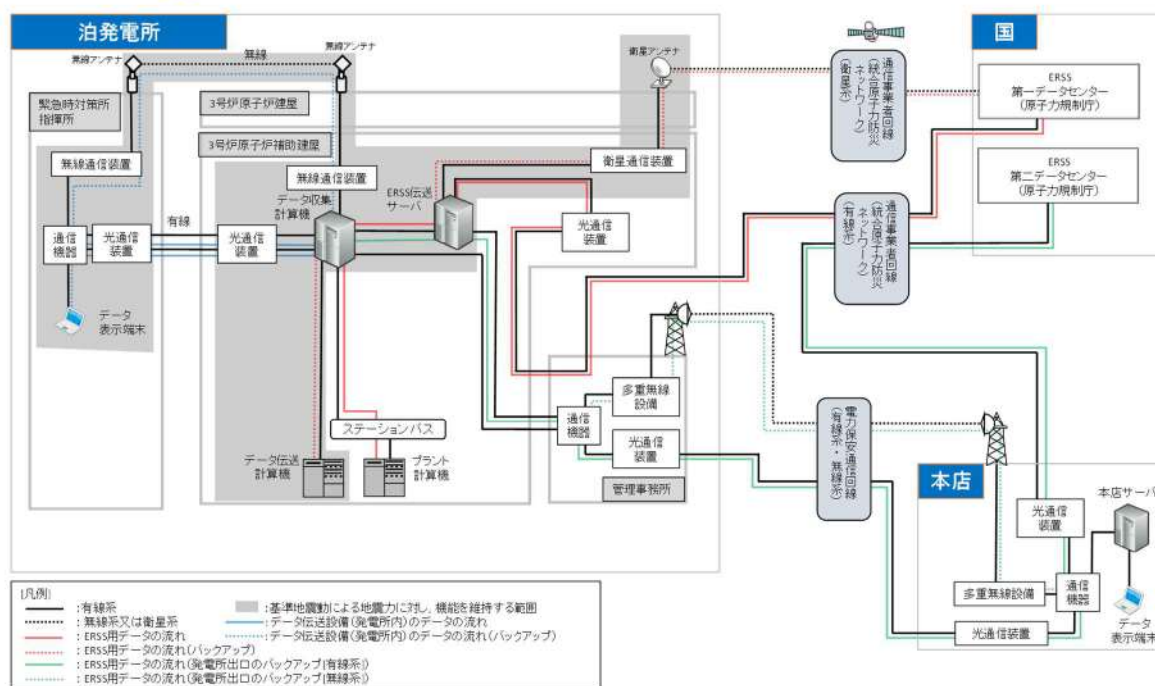 泊発電所
国
無線アンテナ
無線
無線アンテナ
衛星アンテナ
通信事業者回線
(統合原子力防災
ネットワーク)
(衛星系)
ERSS
第一データセンター
(原子力規制庁)
緊急時対策所
指揮所
3号炉原子炉建屋
3号炉原子炉補助建屋
無線通信装置
無線通信装置
衛星通信装置
ERSS
第二データセンター
(原子力規制庁)
データ収集
計算機
ERSS伝送
サーバ
有線
通信
機器
光通信
装置
光通信
装置
光通信
装置
通信事業者回線
(統合原子力防災
ネットワーク)
(有線系)
データ
表示端末
多重無線
設備
通信
機器
光通信
装置
ステーションバス
データ伝送
計算機
プラント
計算機
管理事務所
電力保安通信回線
(有線系・無線系)
本店
本店サーバ
光通信
装置
多重無線設備
通信
機器
光通信装置
データ
表示端末
[凡例]
:有線系
:基準地震動による地震力に対し,機能を維持する範囲
:無線系又は衛星系
:データ伝送設備(発電所内)のデータの流れ
:ERSS用データの流れ
:データ伝送設備(発電所内)のデータの流れ(バックアップ)
:ERSS用データの流れ(バックアップ)
:ERSS用データの流れ(発電所出口のバックアップ[有線系])
:ERSS用データの流れ(発電所出口のバックアップ[無線系])